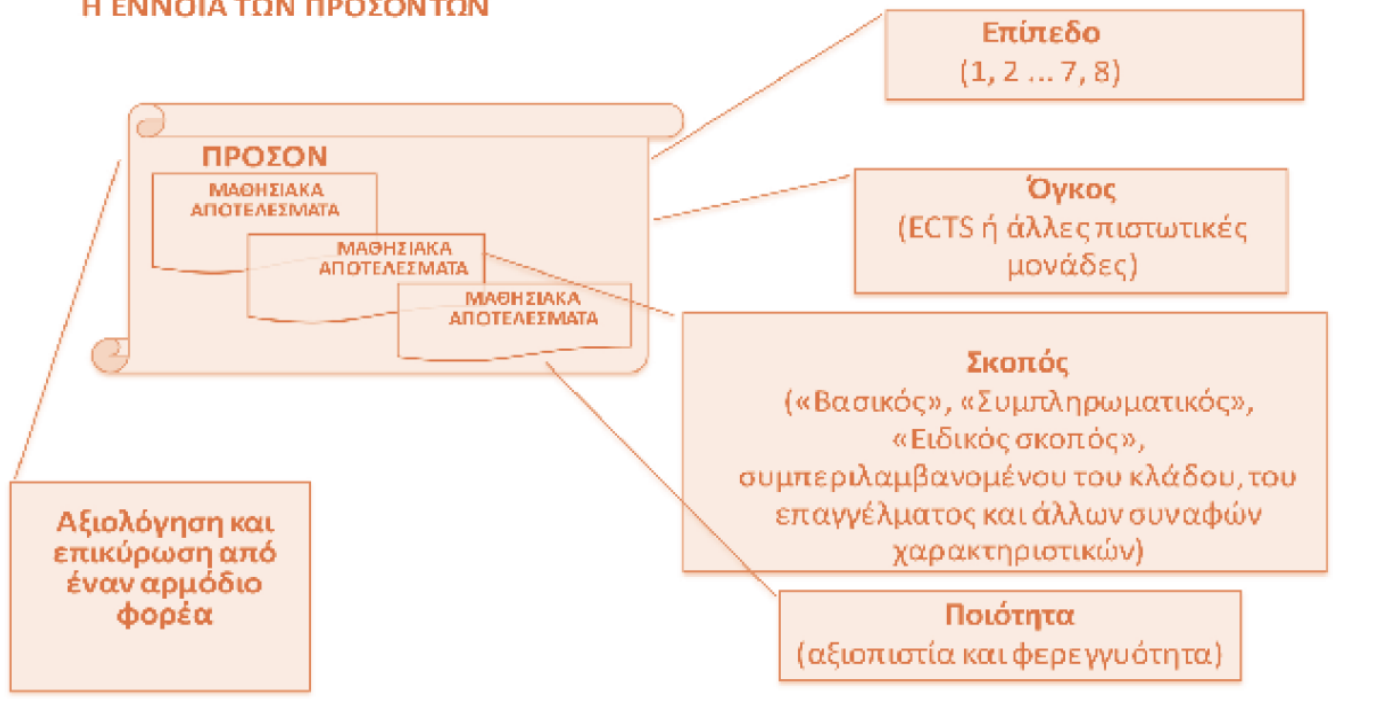 Η ΕΝΝΟΙΑ ΤΩΝ ΠΡΟΣΟΝΤΩΝ
ΠΡΟΣΟΝ
ΜΑΘΗΣΙΑΚΑ
ΑΠΟΤΕΛΕΣΜΑΤΑ
ΜΑΘΗΣΙΑΚΑ
ΑΠΟΤΕΛΕΣΜΑΤΑ
ΜΑΘΗΣΙΑΚΑ
ΑΠΟΤΕΛΕΣΜΑΤΑ
Επίπεδο
(1, 2 ... 7, 8)
Όγκος
(ECTS ή άλλες πιστωτικές
μονάδες)
Σκοπός
(«Βασικός», «Συμπληρωματικός»,
«Ειδικός σκοπός»,
συμπεριλαμβανομένου του κλάδου, του
επαγγέλματος και άλλων συναφών
χαρακτηριστικών)
Ποιότητα
(αξιοπιστία και φερεγγυότητα)
Αξιολόγηση και
επικύρωση από
έναν αρμόδιο
φορέα